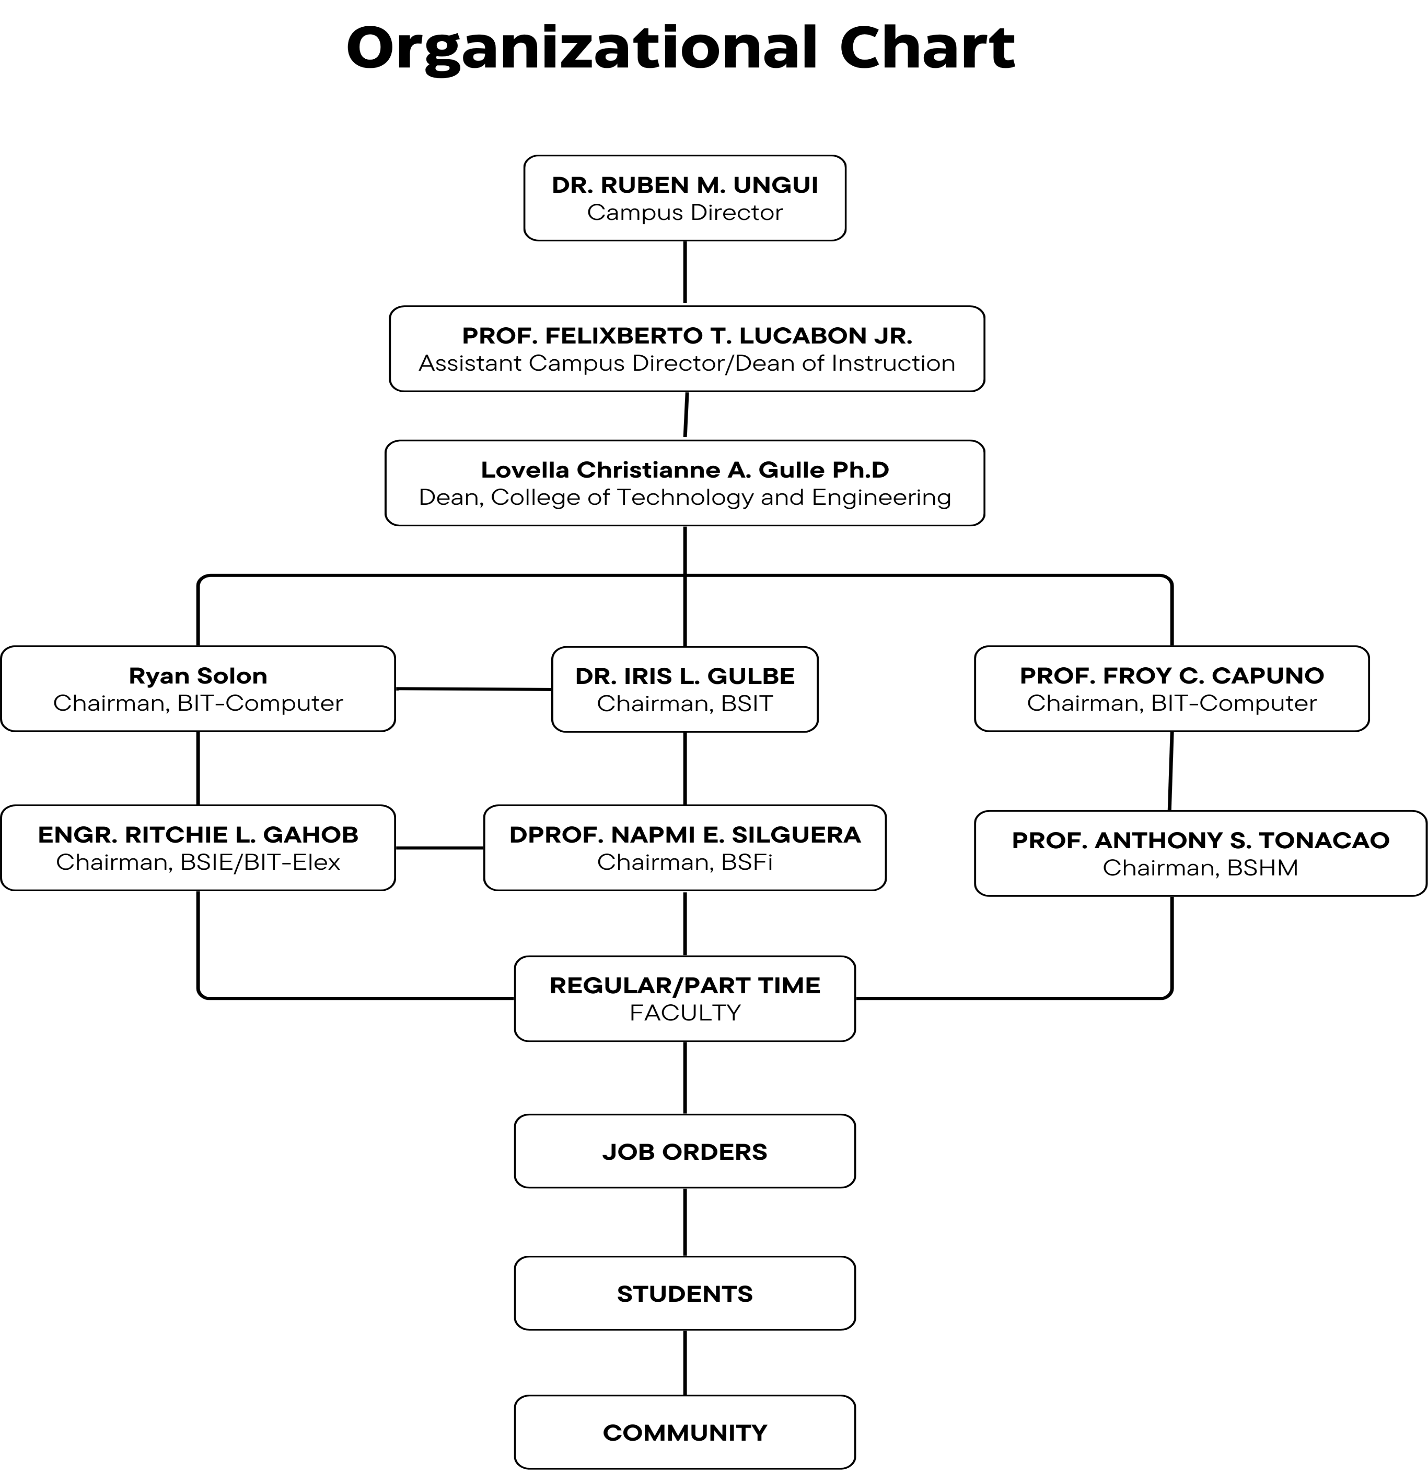 Organizational Chart
DR. RUBEN M. UNGUI
Campus Director
PROF. FELIXBERTO T. LUCABON JR.
Assistant Campus Director/Dean of Instruction
Lovella Christianne A. Gulle Ph.D
Dean, College of Technology and Engineering
Ryan Solon
Chairman, BIT-Computer
DR. IRIS L. GULBE
Chairman, BSIT
PROF. FROY C. CAPUNO
Chairman, BIT-Computer
ENGR. RITCHIE L. GAHOB
Chairman, BSIE/BIT-Elex
DPROF. NAPMI E. SILGUERA
Chairman, BSFi
PROF. ANTHONY S. TONACAO
Chairman, BSHM
REGULAR/PART TIME
FACULTY
JOB ORDERS
STUDENTS
COMMUNITY